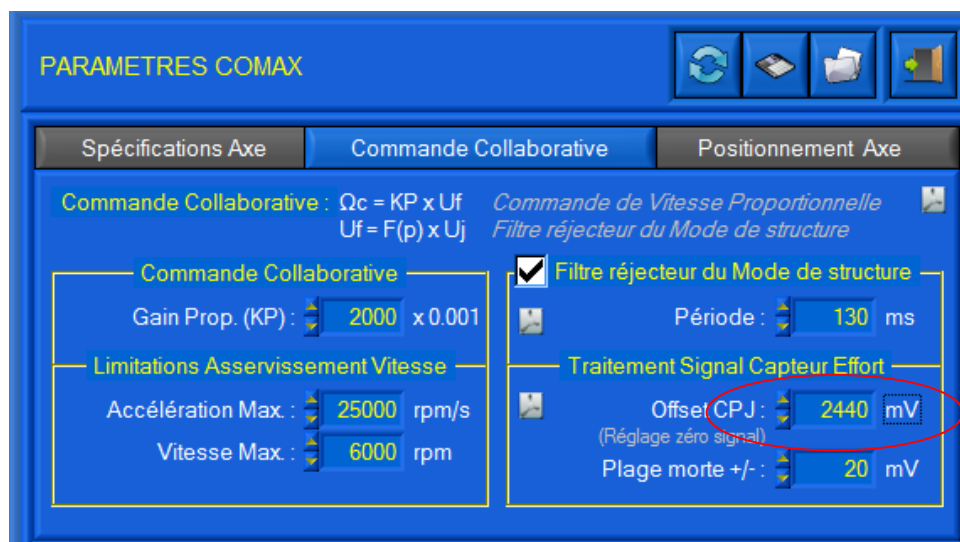 PARAMETRES COMAX
Spécifications Axe
Commande Collaborative
Positionnement Axe
Commande Collaborative : Ωc = KP x Uf Commande de Vitesse Proportionnelle
Uf = F(p) x Uj Filtre réjecteur du Mode de structure
Commande Collaborative
Gain Prop. (KP) : 2000 x 0.001
Limitations Asservissement Vitesse
Accélération Max. : 25000 rpm/s
Vitesse Max. : 6000 rpm
Filtre réjecteur du Mode de structure
Période : 130 ms
Traitement Signal Capteur Effort
Offset CPJ : 2440 mV
(Réglage zéro signal)
Plage morte +/- : 20 mV